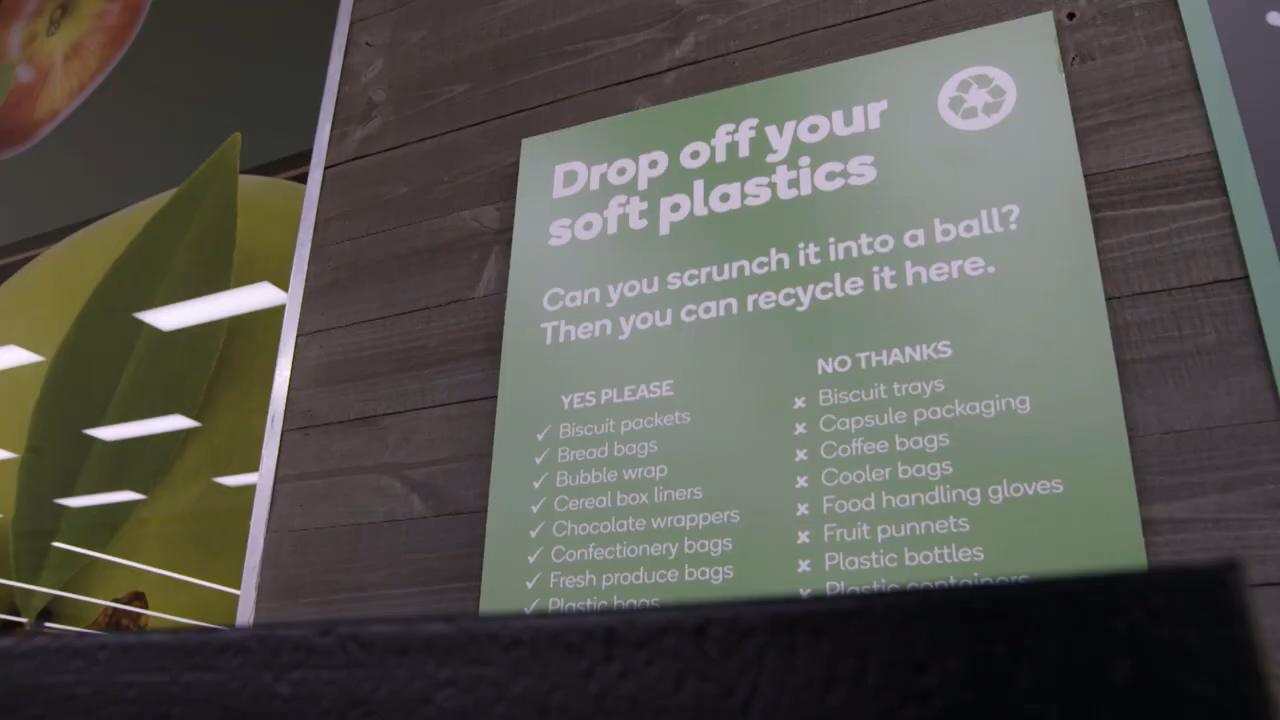 Drop off your
soft plastics
Can you scrunch it into a ball?
Then you can recycle it here.
YES PLEASE
✓ Biscuit packets
✓ Bread bags
✓ Bubble wrap
✓ Cereal box liners
✓ Chocolate wrappers
✓ Confectionery bags
✓ Fresh produce bags
✓ Plastic bags
NO THANKS
× Biscuit trays
× Capsule packaging
× Coffee bags
× Cooler bags
× Food handling gloves
× Fruit punnets
× Plastic bottles
× Plastic containers